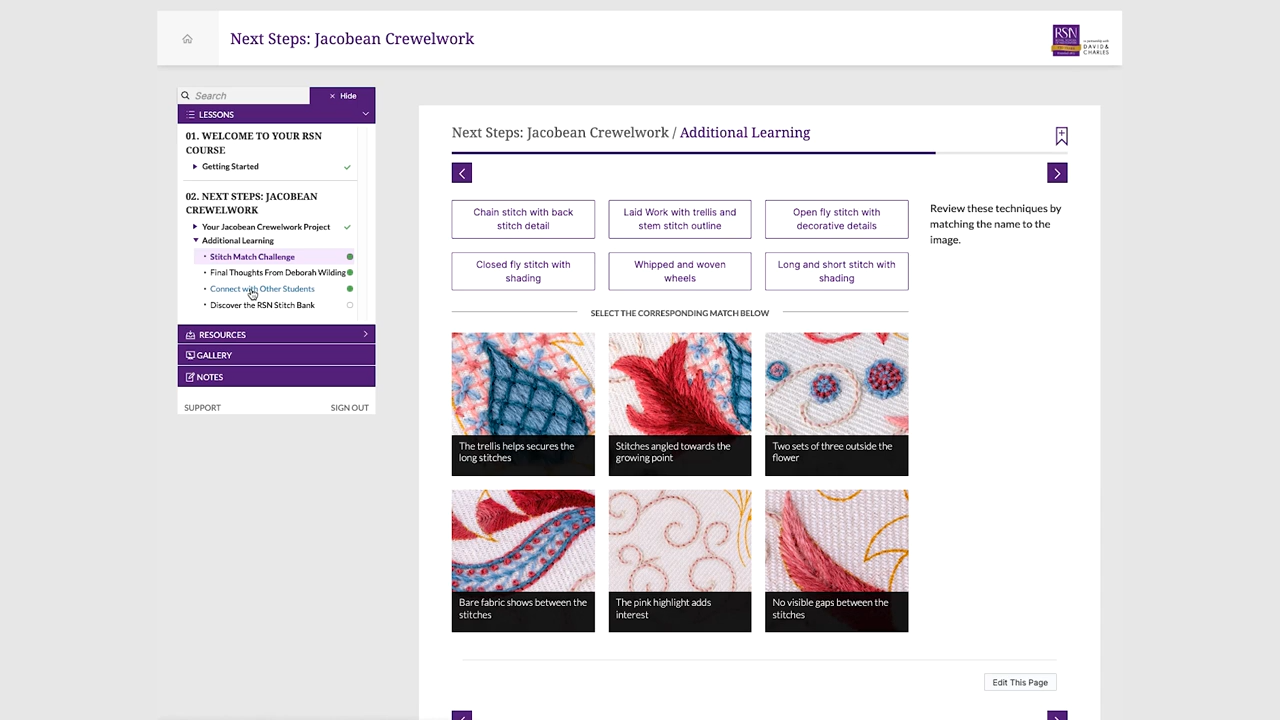 Next Steps: Jacobean Crewelwork
RSN
in partnership with
DAVID &
CHARLES
Search
× Hide
LESSONS
01. WELCOME TO YOUR RSN
COURSE
Getting Started
02. NEXT STEPS: JACOBEAN
CREWELWORK
Your Jacobean Crewelwork Project
Additional Learning
Stitch Match Challenge
Final Thoughts From Deborah Wilding
Connect with Other Students
Discover the RSN Stitch Bank
RESOURCES
GALLERY
NOTES
SUPPORT
SIGN OUT
Next Steps: Jacobean Crewelwork / Additional Learning
Chain stitch with back
stitch detail
Laid Work with trellis and
stem stitch outline
Open fly stitch with
decorative details
Closed fly stitch with
shading
Whipped and woven
wheels
Long and short stitch with
shading
Review these techniques by
matching the name to the
image.
SELECT THE CORRESPONDING MATCH BELOW
The trellis helps secures the
long stitches
Stitches angled towards the
growing point
Two sets of three outside the
flower
Bare fabric shows between the
stitches
The pink highlight adds
interest
No visible gaps between the
stitches
Edit This Page